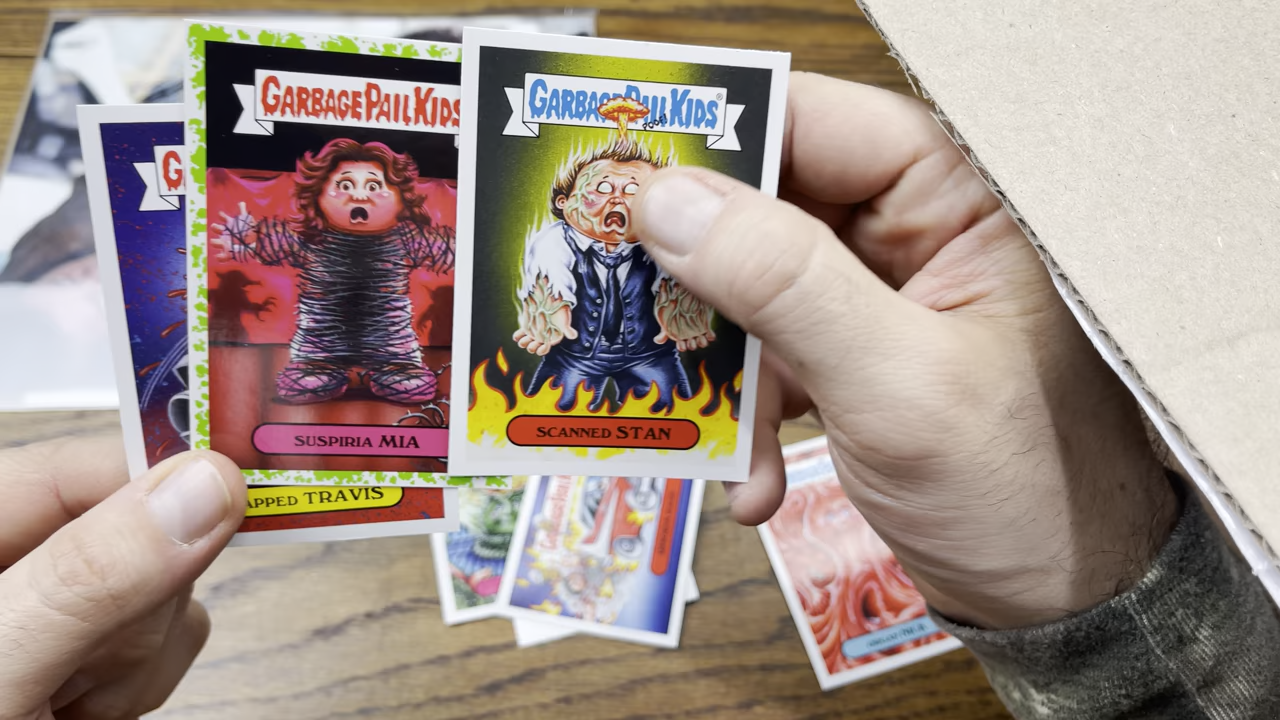 GARBAGE PAIL KIDS
SUSPIRIA MIA
APPED TRAVIS
GARBAGE PAIL KIDS®
POOF!
SCANNED STAN
G